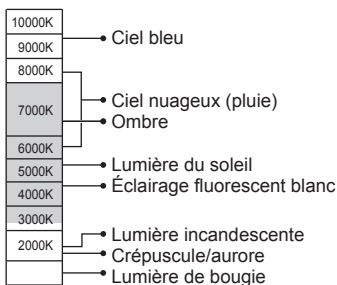 10000K
9000K
Ciel bleu
8000K
Ciel nuageux (pluie)
7000K
Ombre
6000K
5000K
Lumière du soleil
4000K
Éclairage fluorescent blanc
3000K
2000K
Lumière incandescente
Crépuscule/aurore
Lumière de bougie